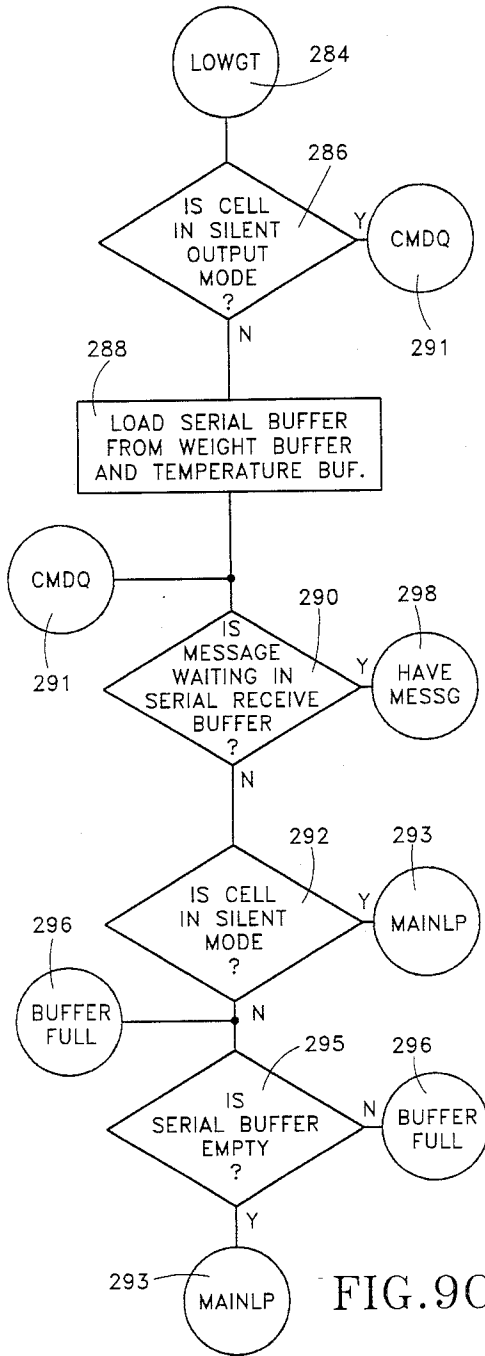 LOWGT
284
286
IS CELL
IN SILENT
OUTPUT
MODE
?
Y
CMDQ
291
N
288
LOAD SERIAL BUFFER
FROM WEIGHT BUFFER
AND TEMPERATURE BUF.
CMDQ
291
290
298
IS
MESSAGE
WAITING IN
SERIAL RECEIVE
BUFFER
?
Y
HAVE
MESSG
N
292
293
IS CELL
IN SILENT
MODE
?
Y
MAINLP
296
BUFFER
FULL
N
295
296
IS
SERIAL BUFFER
EMPTY
?
N
BUFFER
FULL
Y
293
MAINLP
FIG.9C